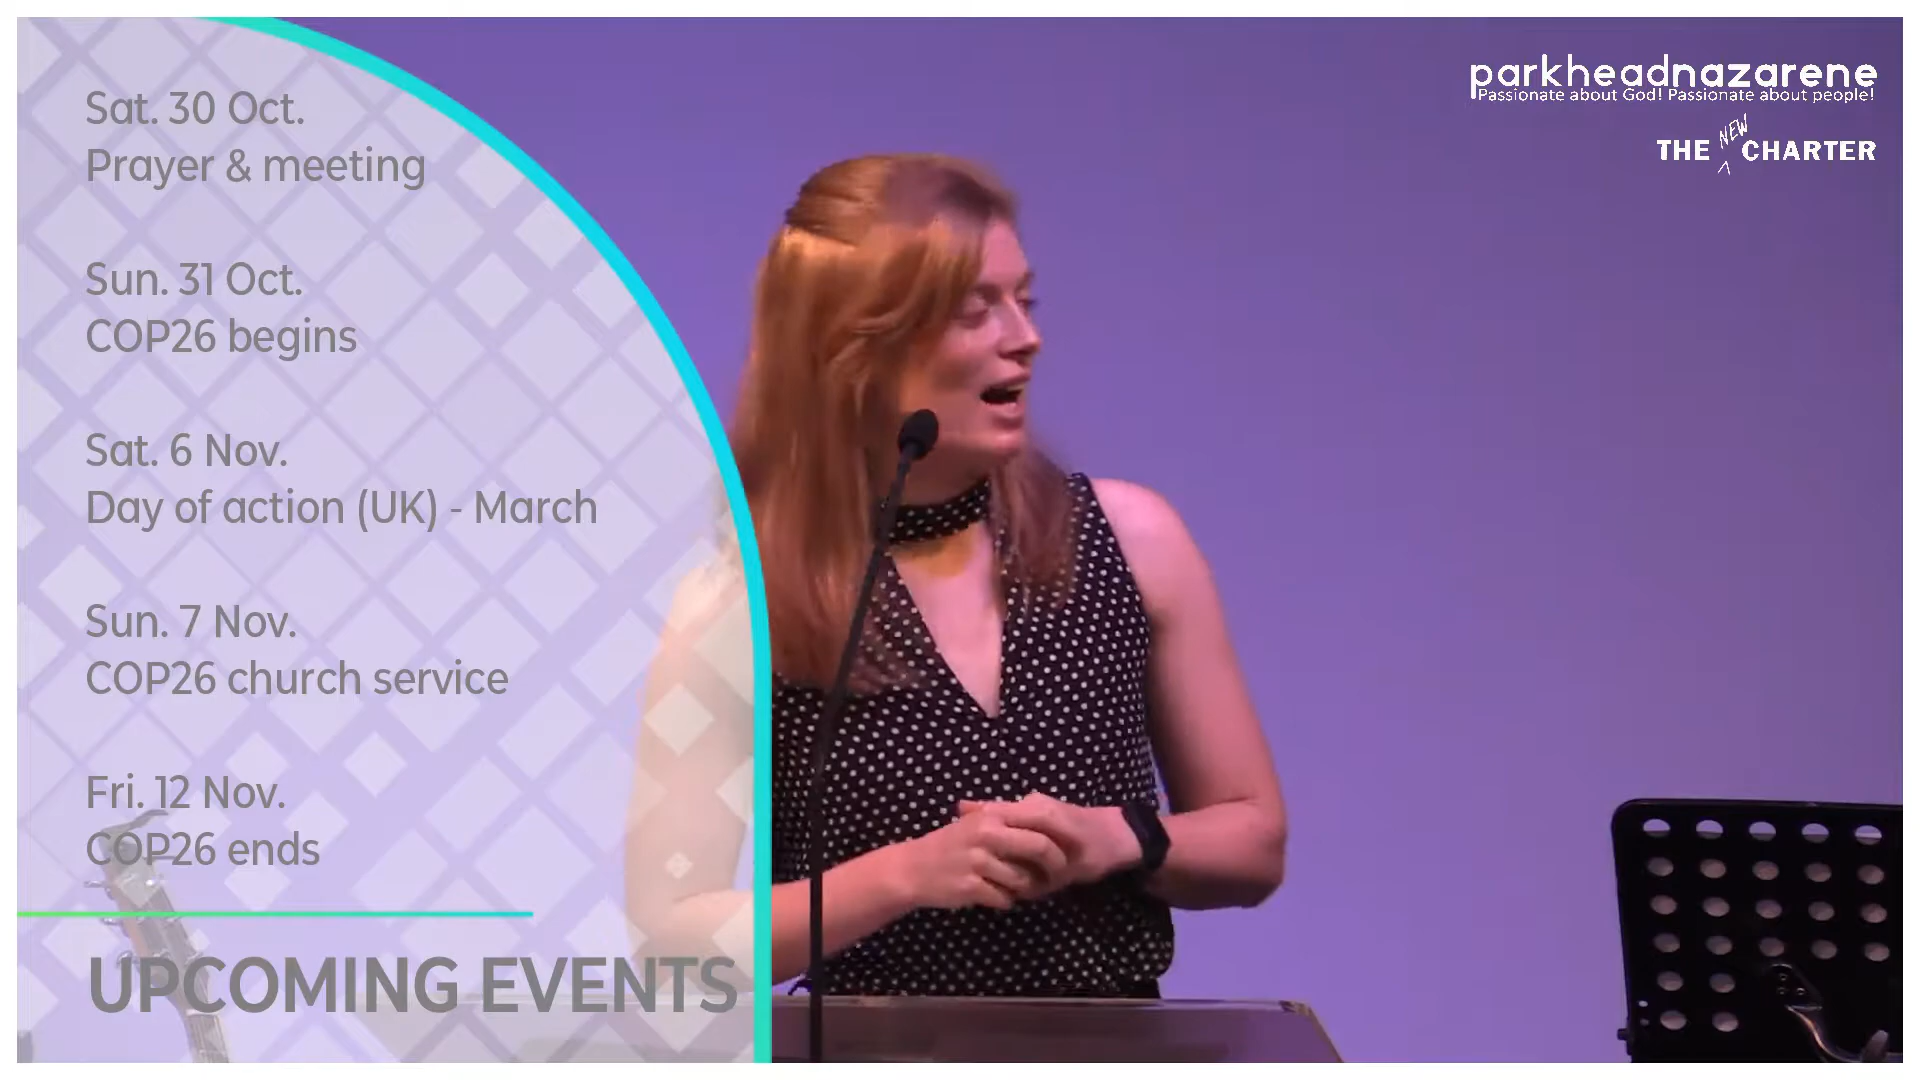 Sat. 30 Oct.
Prayer & meeting
Sun. 31 Oct.
COP26 begins
Sat. 6 Nov.
Day of action (UK) - March
Sun. 7 Nov.
COP26 church service
Fri. 12 Nov.
COP26 ends
UPCOMING EVENTS
parkheadnazarene
Passionate about God! Passionate about people!
THE NEW CHARTER